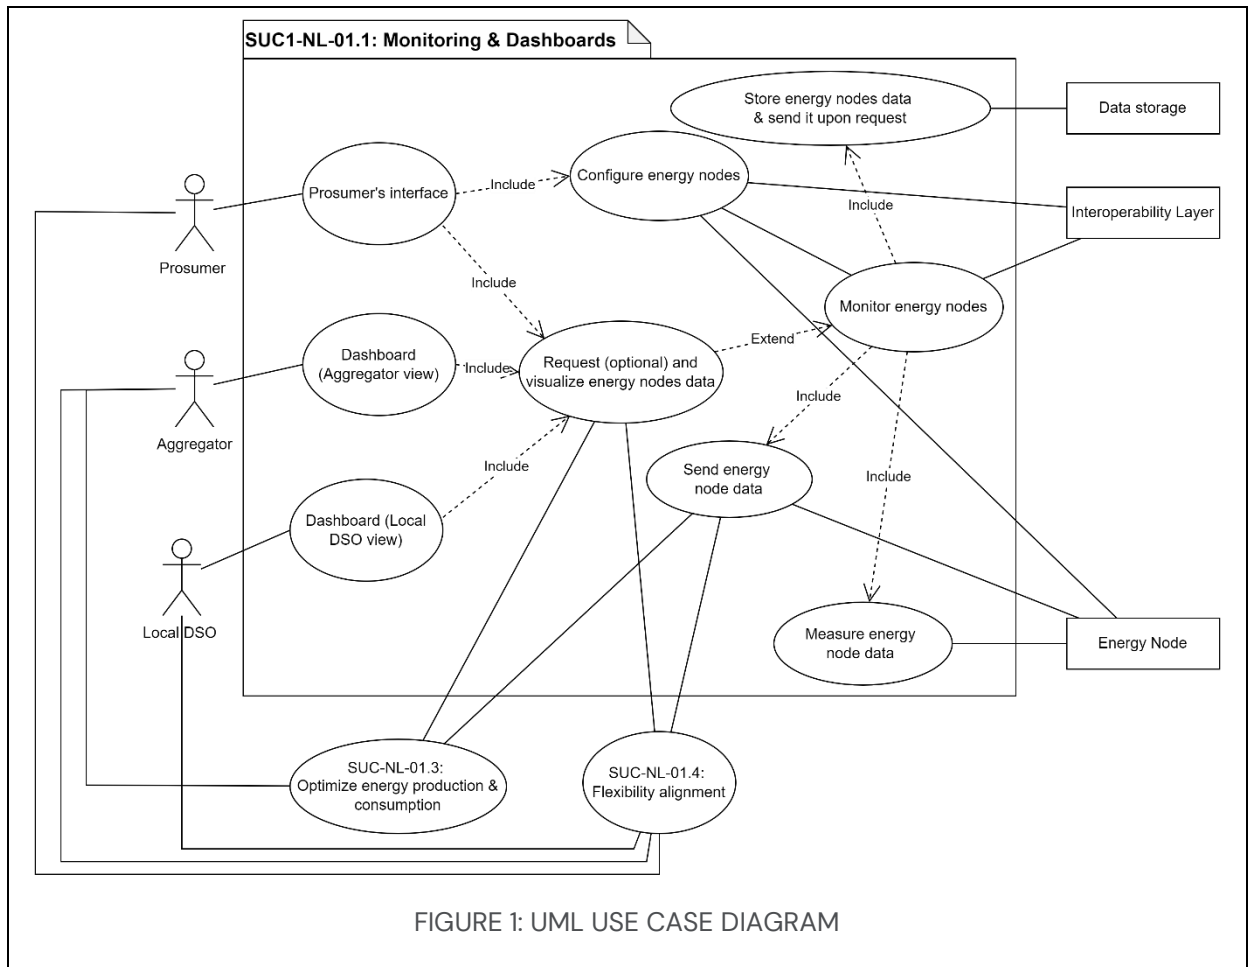 SUC1-NL-01.1: Monitoring & Dashboards
Store energy nodes data
& send it upon request
Data storage
Prosumer's interface
Include
Configure energy nodes
Include
Interoperability Layer
Prosumer
Include
Monitor energy nodes
Dashboard
(Aggregator view)
Include
Request (optional) and
visualize energy nodes data
Extend
Aggregator
Include
Include
Send energy
node data
Include
Dashboard (Local
DSO view)
Local DSO
Measure energy
node data
Energy Node
SUC-NL-01.3:
Optimize energy production &
consumption
SUC-NL-01.4:
Flexibility alignment
FIGURE 1: UML USE CASE DIAGRAM